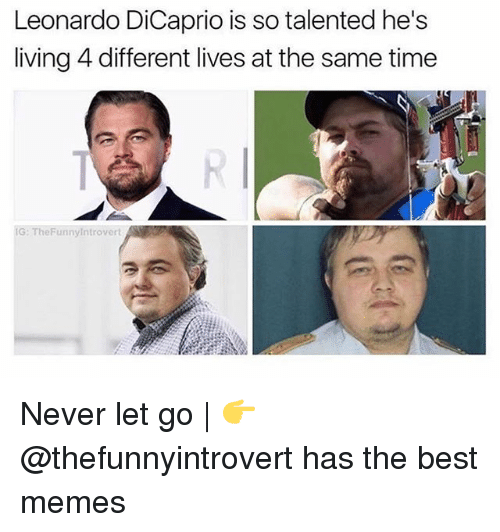 Leonardo DiCaprio is so talented he's
living 4 different lives at the same time
T R I
IG: TheFunnyIntrovert
Never let go | 👉
@thefunnyintrovert has the best
memes